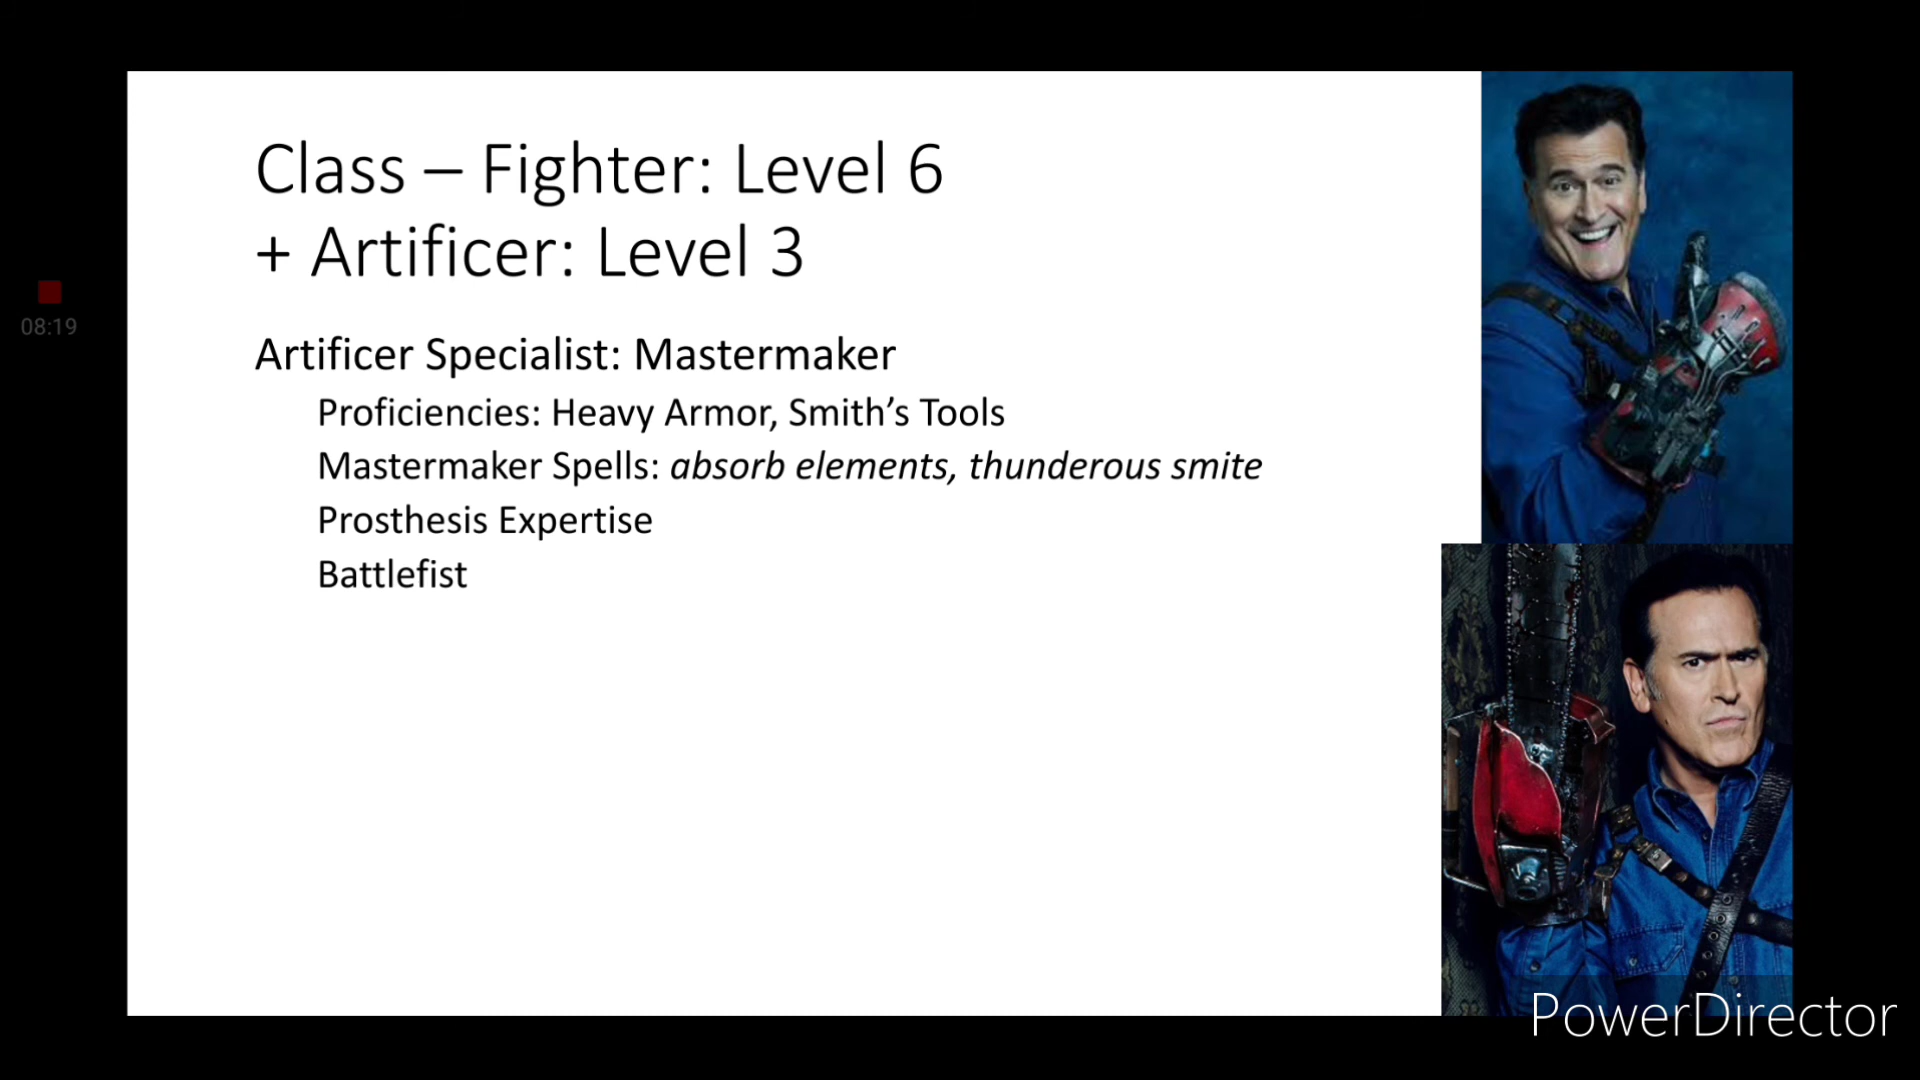 Class – Fighter: Level 6
+ Artificer: Level 3
08:19
Artificer Specialist: Mastermaker
Proficiencies: Heavy Armor, Smith’s Tools
Mastermaker Spells: absorb elements, thunderous smite
Prosthesis Expertise
Battlefist
PowerDirector